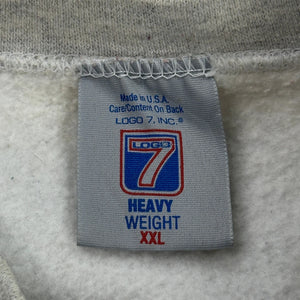 Made in U.S.A.
Care/Content On Back
LOGO 7, INC.®
LOGO
7
HEAVY
WEIGHT
XXL